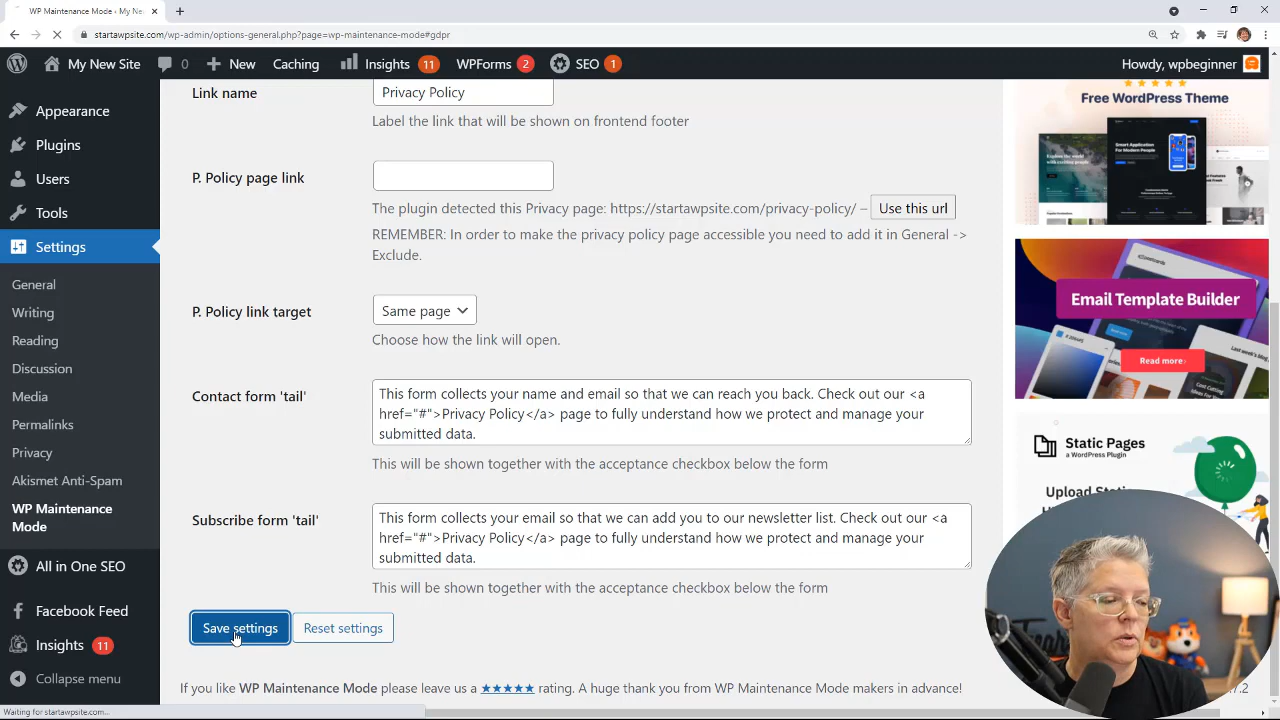 WP Maintenance Mode - My Ne
startawpsite.com/wp-admin/options-general.php?page=wp-maintenance-mode#gdpr
My New Site
0
New
Caching
Insights
11
WPForms
2
SEO
1
Howdy, wpbeginner
Appearance
Plugins
Users
Tools
Settings
General
Writing
Reading
Discussion
Media
Permalinks
Privacy
Akismet Anti-Spam
WP Maintenance
Mode
All in One SEO
Facebook Feed
Insights
11
Collapse menu
Link name
Privacy Policy
Label the link that will be shown on frontend footer
P. Policy page link
The plugin detected this Privacy page: https://startawpsite.com/privacy-policy/ – Use this url
REMEMBER: In order to make the privacy policy page accessible you need to add it in General ->
Exclude.
P. Policy link target
Same page
Choose how the link will open.
Contact form 'tail'
This form collects your name and email so that we can reach you back. Check out our <a
href="#">Privacy Policy</a> page to fully understand how we protect and manage your
submitted data.
This will be shown together with the acceptance checkbox below the form
Subscribe form 'tail'
This form collects your email so that we can add you to our newsletter list. Check out our <a
href="#">Privacy Policy</a> page to fully understand how we protect and manage your
submitted data.
This will be shown together with the acceptance checkbox below the form
Save settings
Reset settings
If you like WP Maintenance Mode please leave us a ★★★★★ rating. A huge thank you from WP Maintenance Mode makers in advance!
Free WordPress Theme
Email Template Builder
Read more
Static Pages
a WordPress Plugin
Waiting for startawpsite.com...